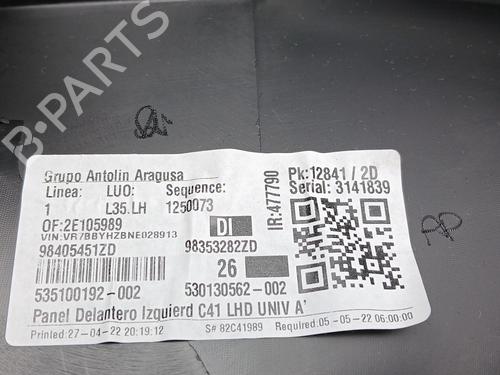 B-PARTS
Grupo Antolin Aragusa
Linea: LUO: Sequence:
1 L35.LH 1250973
OF:2E105989
VIN:VR7BBYHZBNE028913
98405451ZD
DI
98353282ZD
26
535100192-002 530130562-002
Panel Delantero Izquierd C41 LHD UNIV A'
Printed: 27-04-22 20:19:12 S# 82C41989 Required: 05-05-22 06:00:00
IR:477790
Pk:12841 / 2D
Serial: 3141839